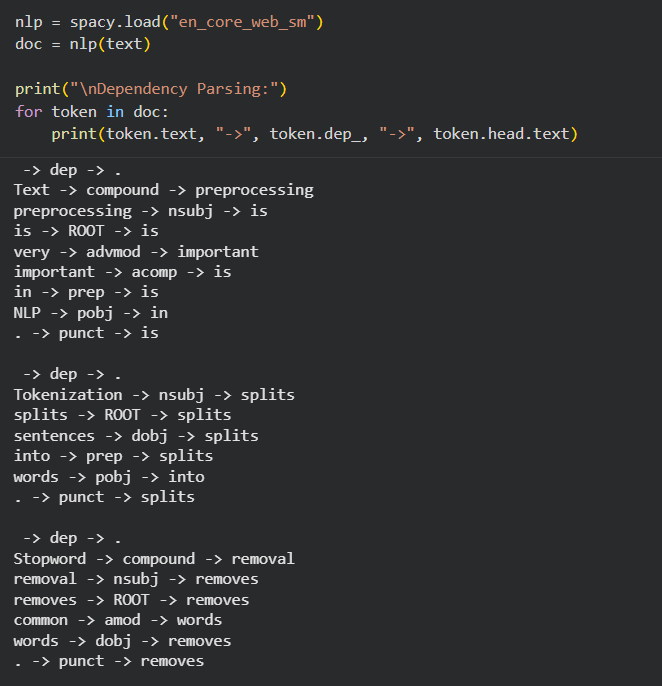 nlp = spacy.load("en_core_web_sm")
doc = nlp(text)
print("\nDependency Parsing:")
for token in doc:
    print(token.text, "->", token.dep_, "->", token.head.text)
-> dep -> .
Text -> compound -> preprocessing
preprocessing -> nsubj -> is
is -> ROOT -> is
very -> advmod -> important
important -> acomp -> is
in -> prep -> is
NLP -> pobj -> in
. -> punct -> is
-> dep -> .
Tokenization -> nsubj -> splits
splits -> ROOT -> splits
sentences -> dobj -> splits
into -> prep -> splits
words -> pobj -> into
. -> punct -> splits
-> dep -> .
Stopword -> compound -> removal
removal -> nsubj -> removes
removes -> ROOT -> removes
common -> amod -> words
words -> dobj -> removes
. -> punct -> removes